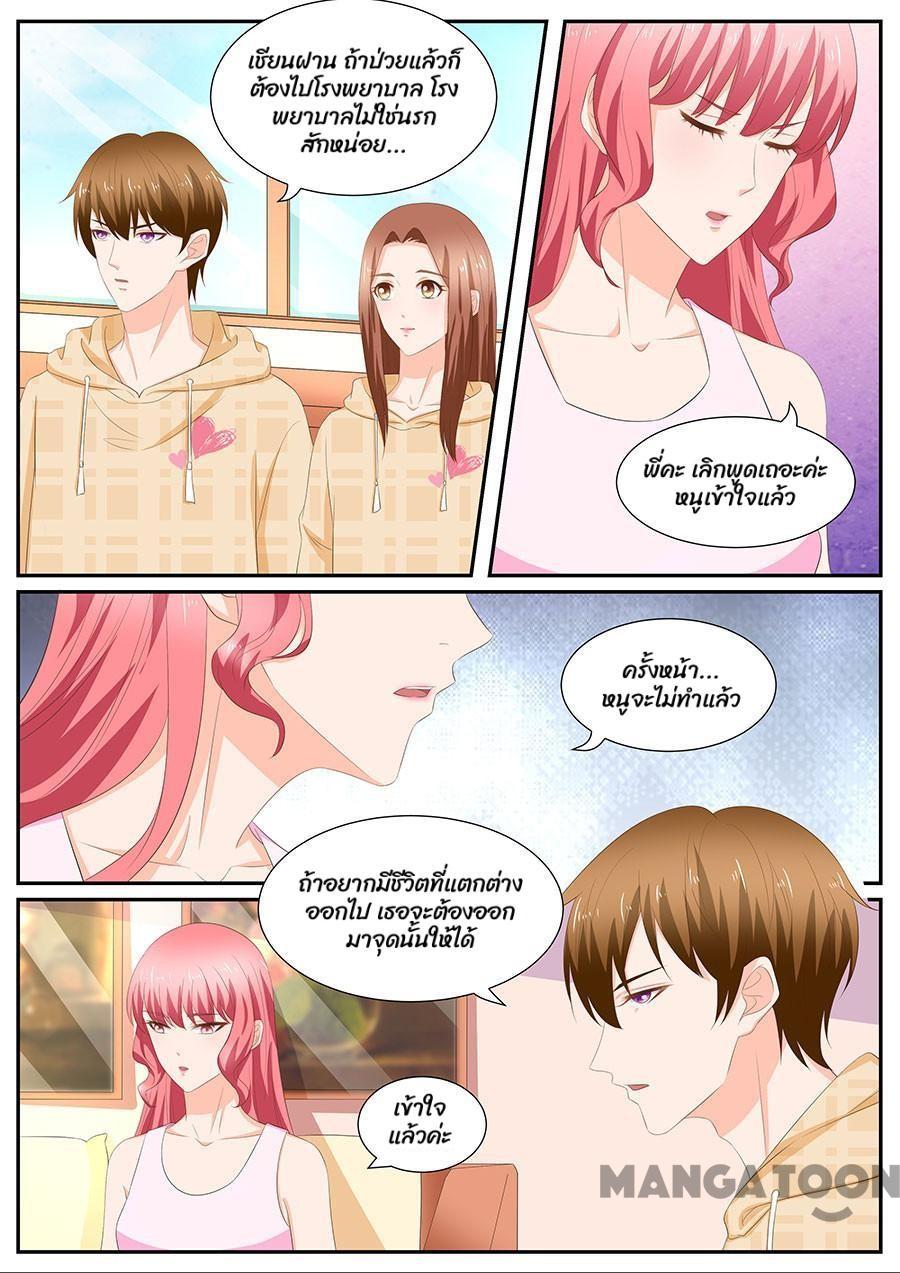 เชียนฝาน ถ้าป่วยแล้วก็
ต้องไปโรงพยาบาล โรง
พยาบาลไม่ใช่นรก
สักหน่อย...
พี่คะ เลิกพูดเถอะค่ะ
หนูเข้าใจแล้ว
ครั้งหน้า...
หนูจะไม่ทำแล้ว
ถ้าอยากมีชีวิตที่แตกต่าง
ออกไป เธอจะต้องออก
มาจุดนั้นให้ได้
เข้าใจ
แล้วค่ะ
MANGATOON